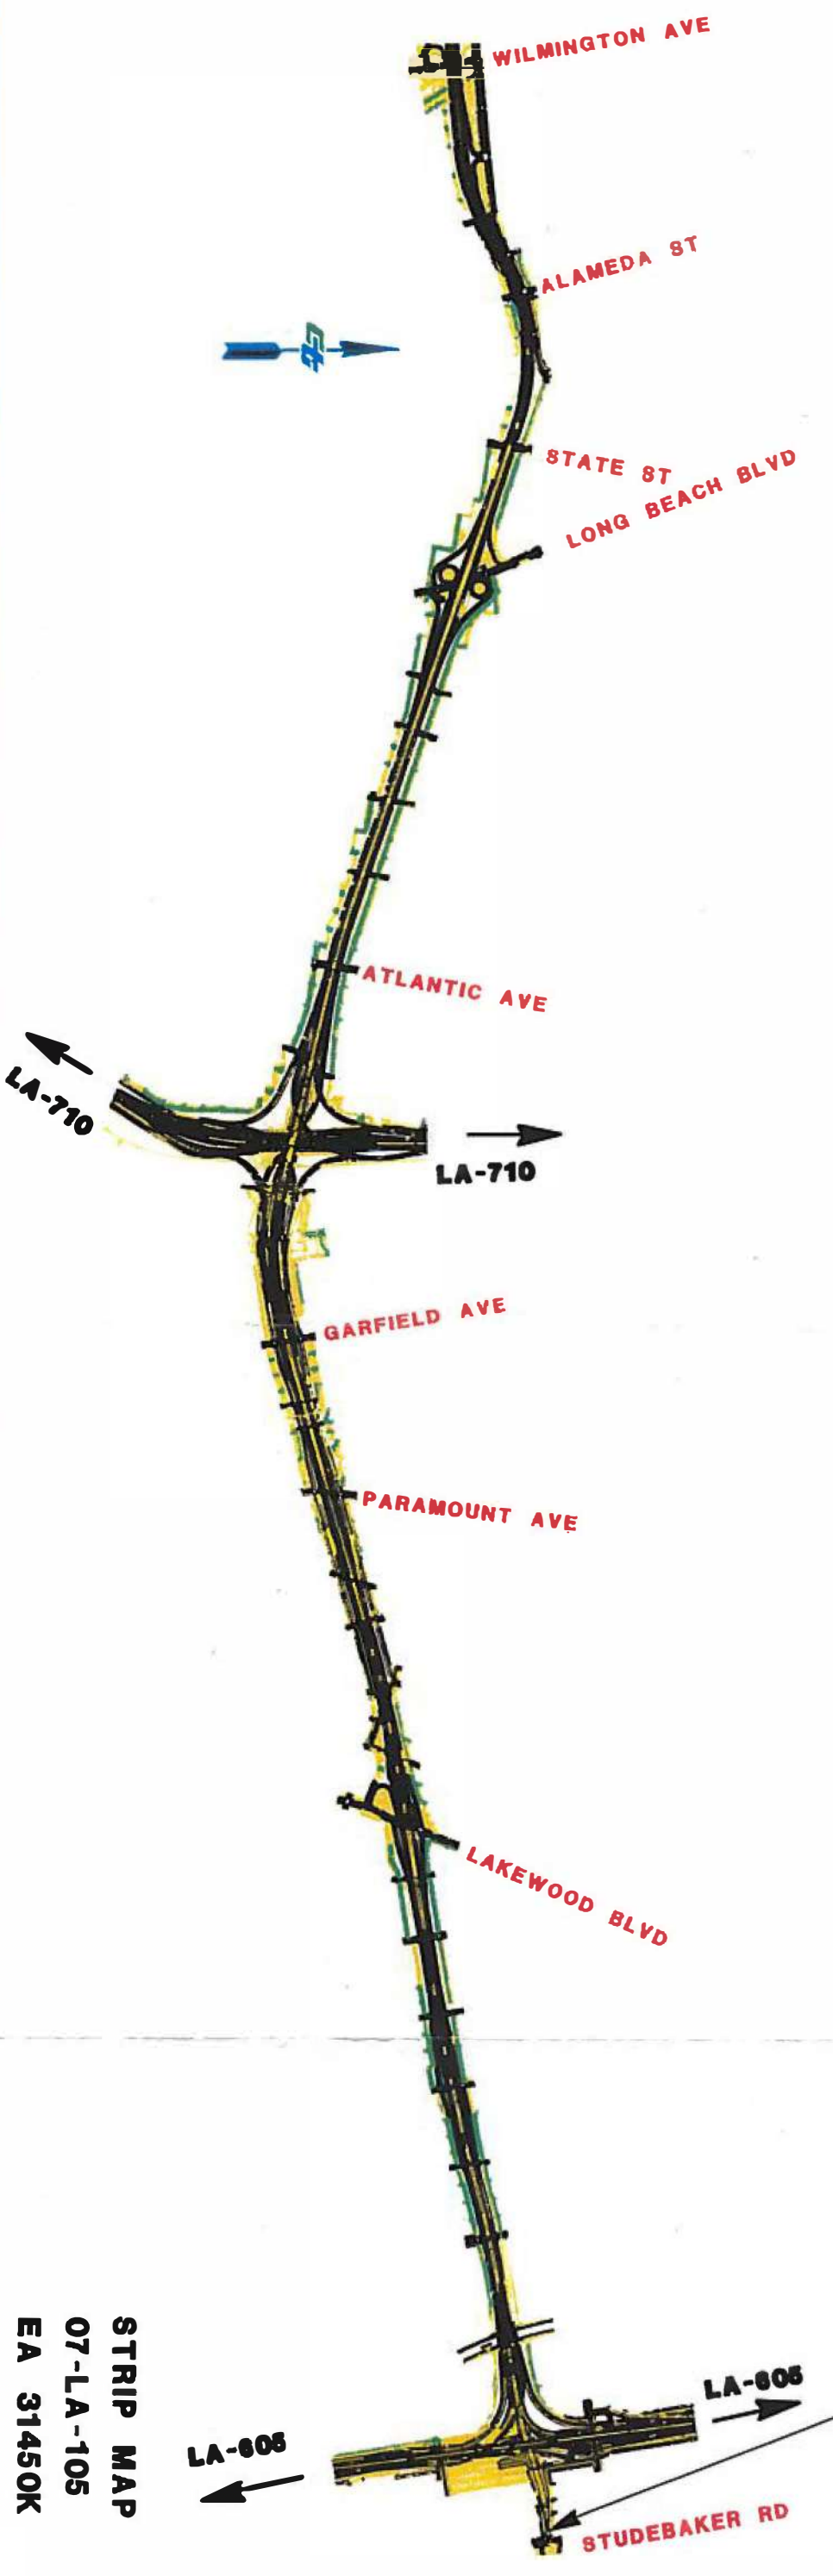 WILMINGTON AVE
ALAMEDA ST
STATE ST
LONG BEACH BLVD
ATLANTIC AVE
LA-710
LA-710
GARFIELD AVE
PARAMOUNT AVE
LAKEWOOD BLVD
LA-605
LA-605
STUDEBAKER RD
STRIP MAP
07-LA-105
EA 31450K